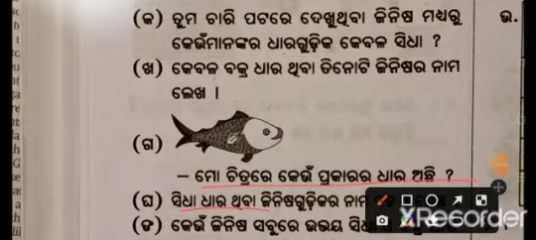 (କ) ତୁମ ଚାରି ପଟରେ ଦେଖୁଥିବା ଜିନିଷ ମଧ୍ୟରୁ ଭ.
କେଉଁମାନଙ୍କର ଧାରଗୁଡ଼ିକ କେବଳ ସିଧା ?
(ଖ) କେବଳ ବକ୍ର ଧାର ଥିବା ତିନୋଟି ଜିନିଷର ନାମ
ଲେଖ ।
(ଗ)
– ମୋ ଚିତ୍ରରେ କେଉଁ ପ୍ରକାରର ଧାର ଅଛି ?
(ଘ) ସିଧା ଧାର ଥିବା ଜିନିଷଗୁଡ଼ିକର ନାମ
(ଙ) କେଉଁ ଜିନିଷ ସବୁରେ ଉଭୟ ସିଧା
XRecorder